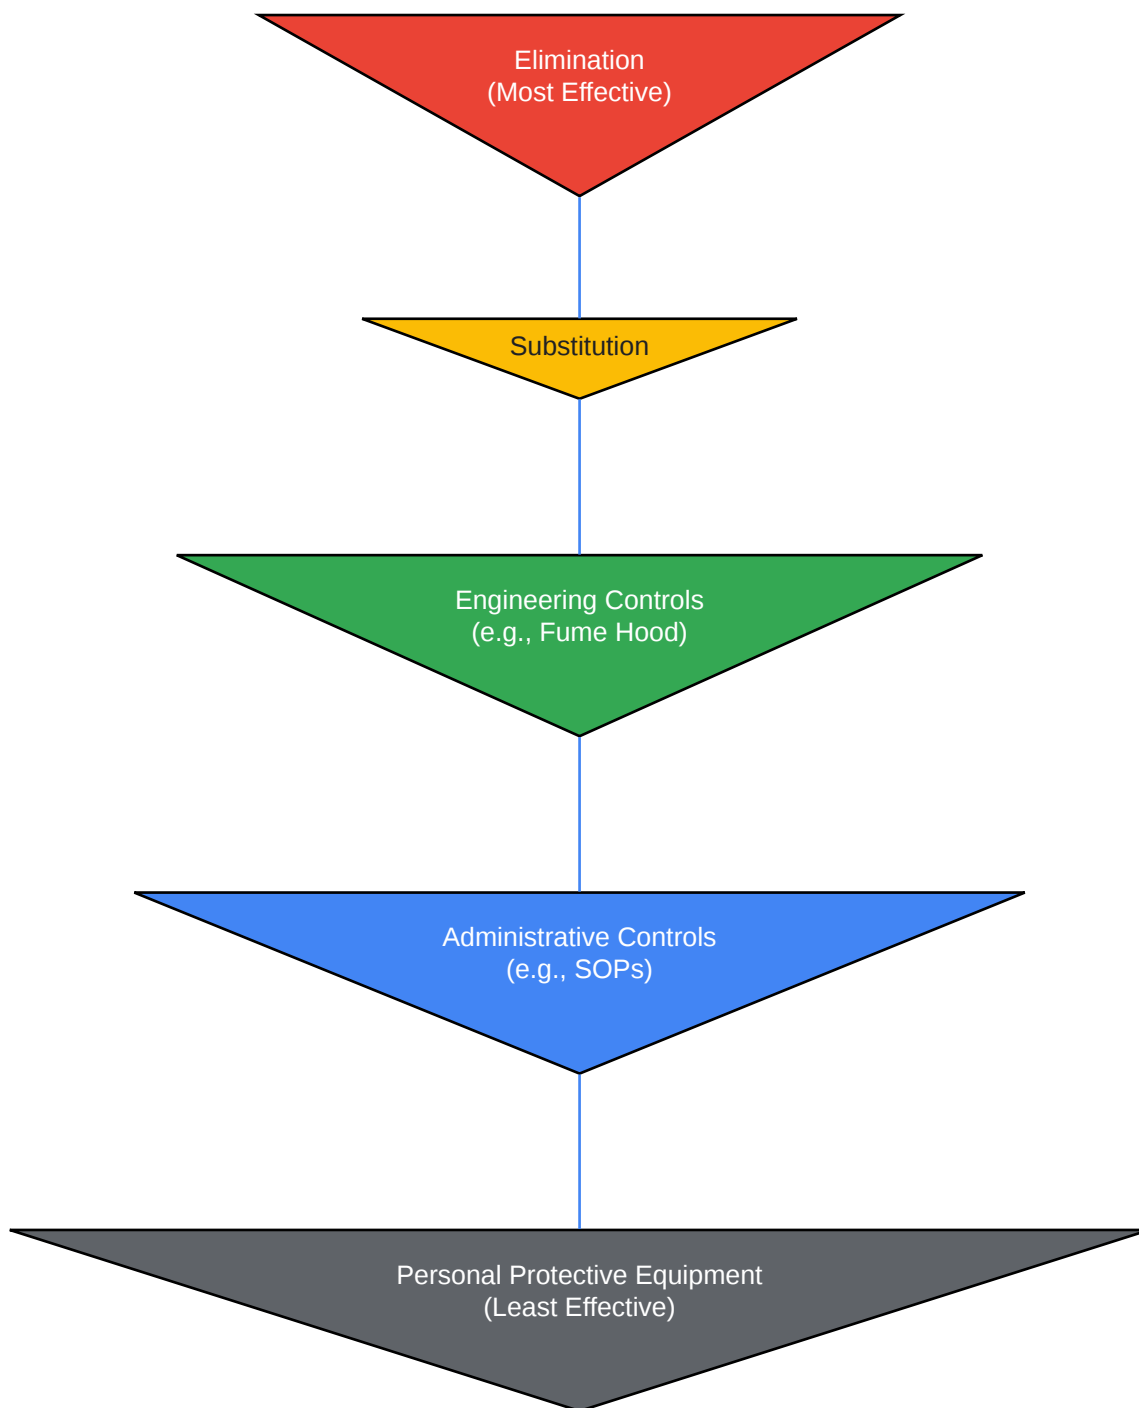 Elimination
(Most Effective)
Substitution
Engineering Controls
(e.g., Fume Hood)
Administrative Controls
(e.g., SOPs)
Personal Protective Equipment
(Least Effective)